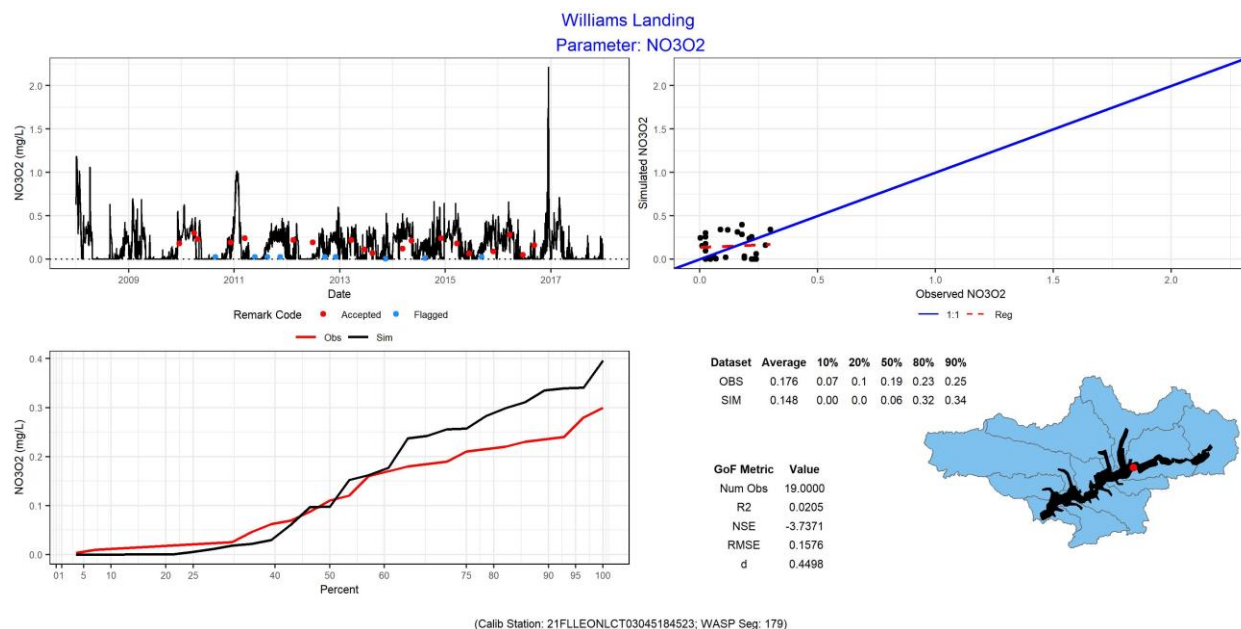 Williams Landing
Parameter: NO3O2
NO3O2 (mg/L)
2.0
1.5
1.0
0.5
0.0
2009 2011 2013 2015 2017
Date
Remark Code Accepted Flagged
Simulated NO3O2
2.0
1.5
1.0
0.5
0.0
0.0 0.5 1.0 1.5 2.0
Observed NO3O2
1:1 Reg
Obs Sim
NO3O2 (mg/L)
0.4
0.3
0.2
0.1
0.0
01 5 10 20 25 40 50 60 75 80 90 95 100
Percent
Dataset Average 10% 20% 50% 80% 90%
OBS 0.176 0.07 0.1 0.19 0.23 0.25
SIM 0.148 0.00 0.0 0.06 0.32 0.34
GoF Metric Value
Num Obs 19.0000
R2 0.0205
NSE -3.7371
RMSE 0.1576
d 0.4498
(Calib Station: 21FLLEONLCT03045184523; WASP Seg: 179)